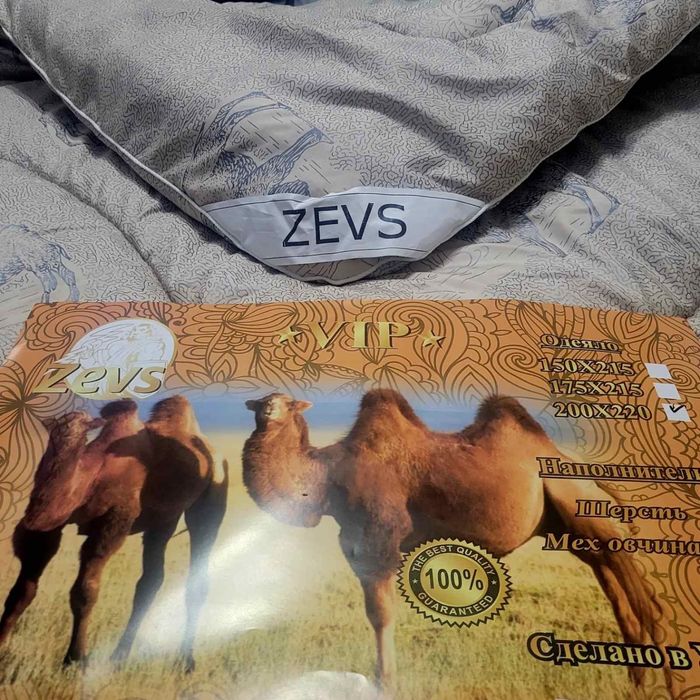 ZEVS
★ VIP ★
Zevs
Одеяло
150X215
175X215
200X220
Наполнитель
Шерсть
Мех овчина
THE BEST QUALITY
100%
GUARANTEED
Сделано в